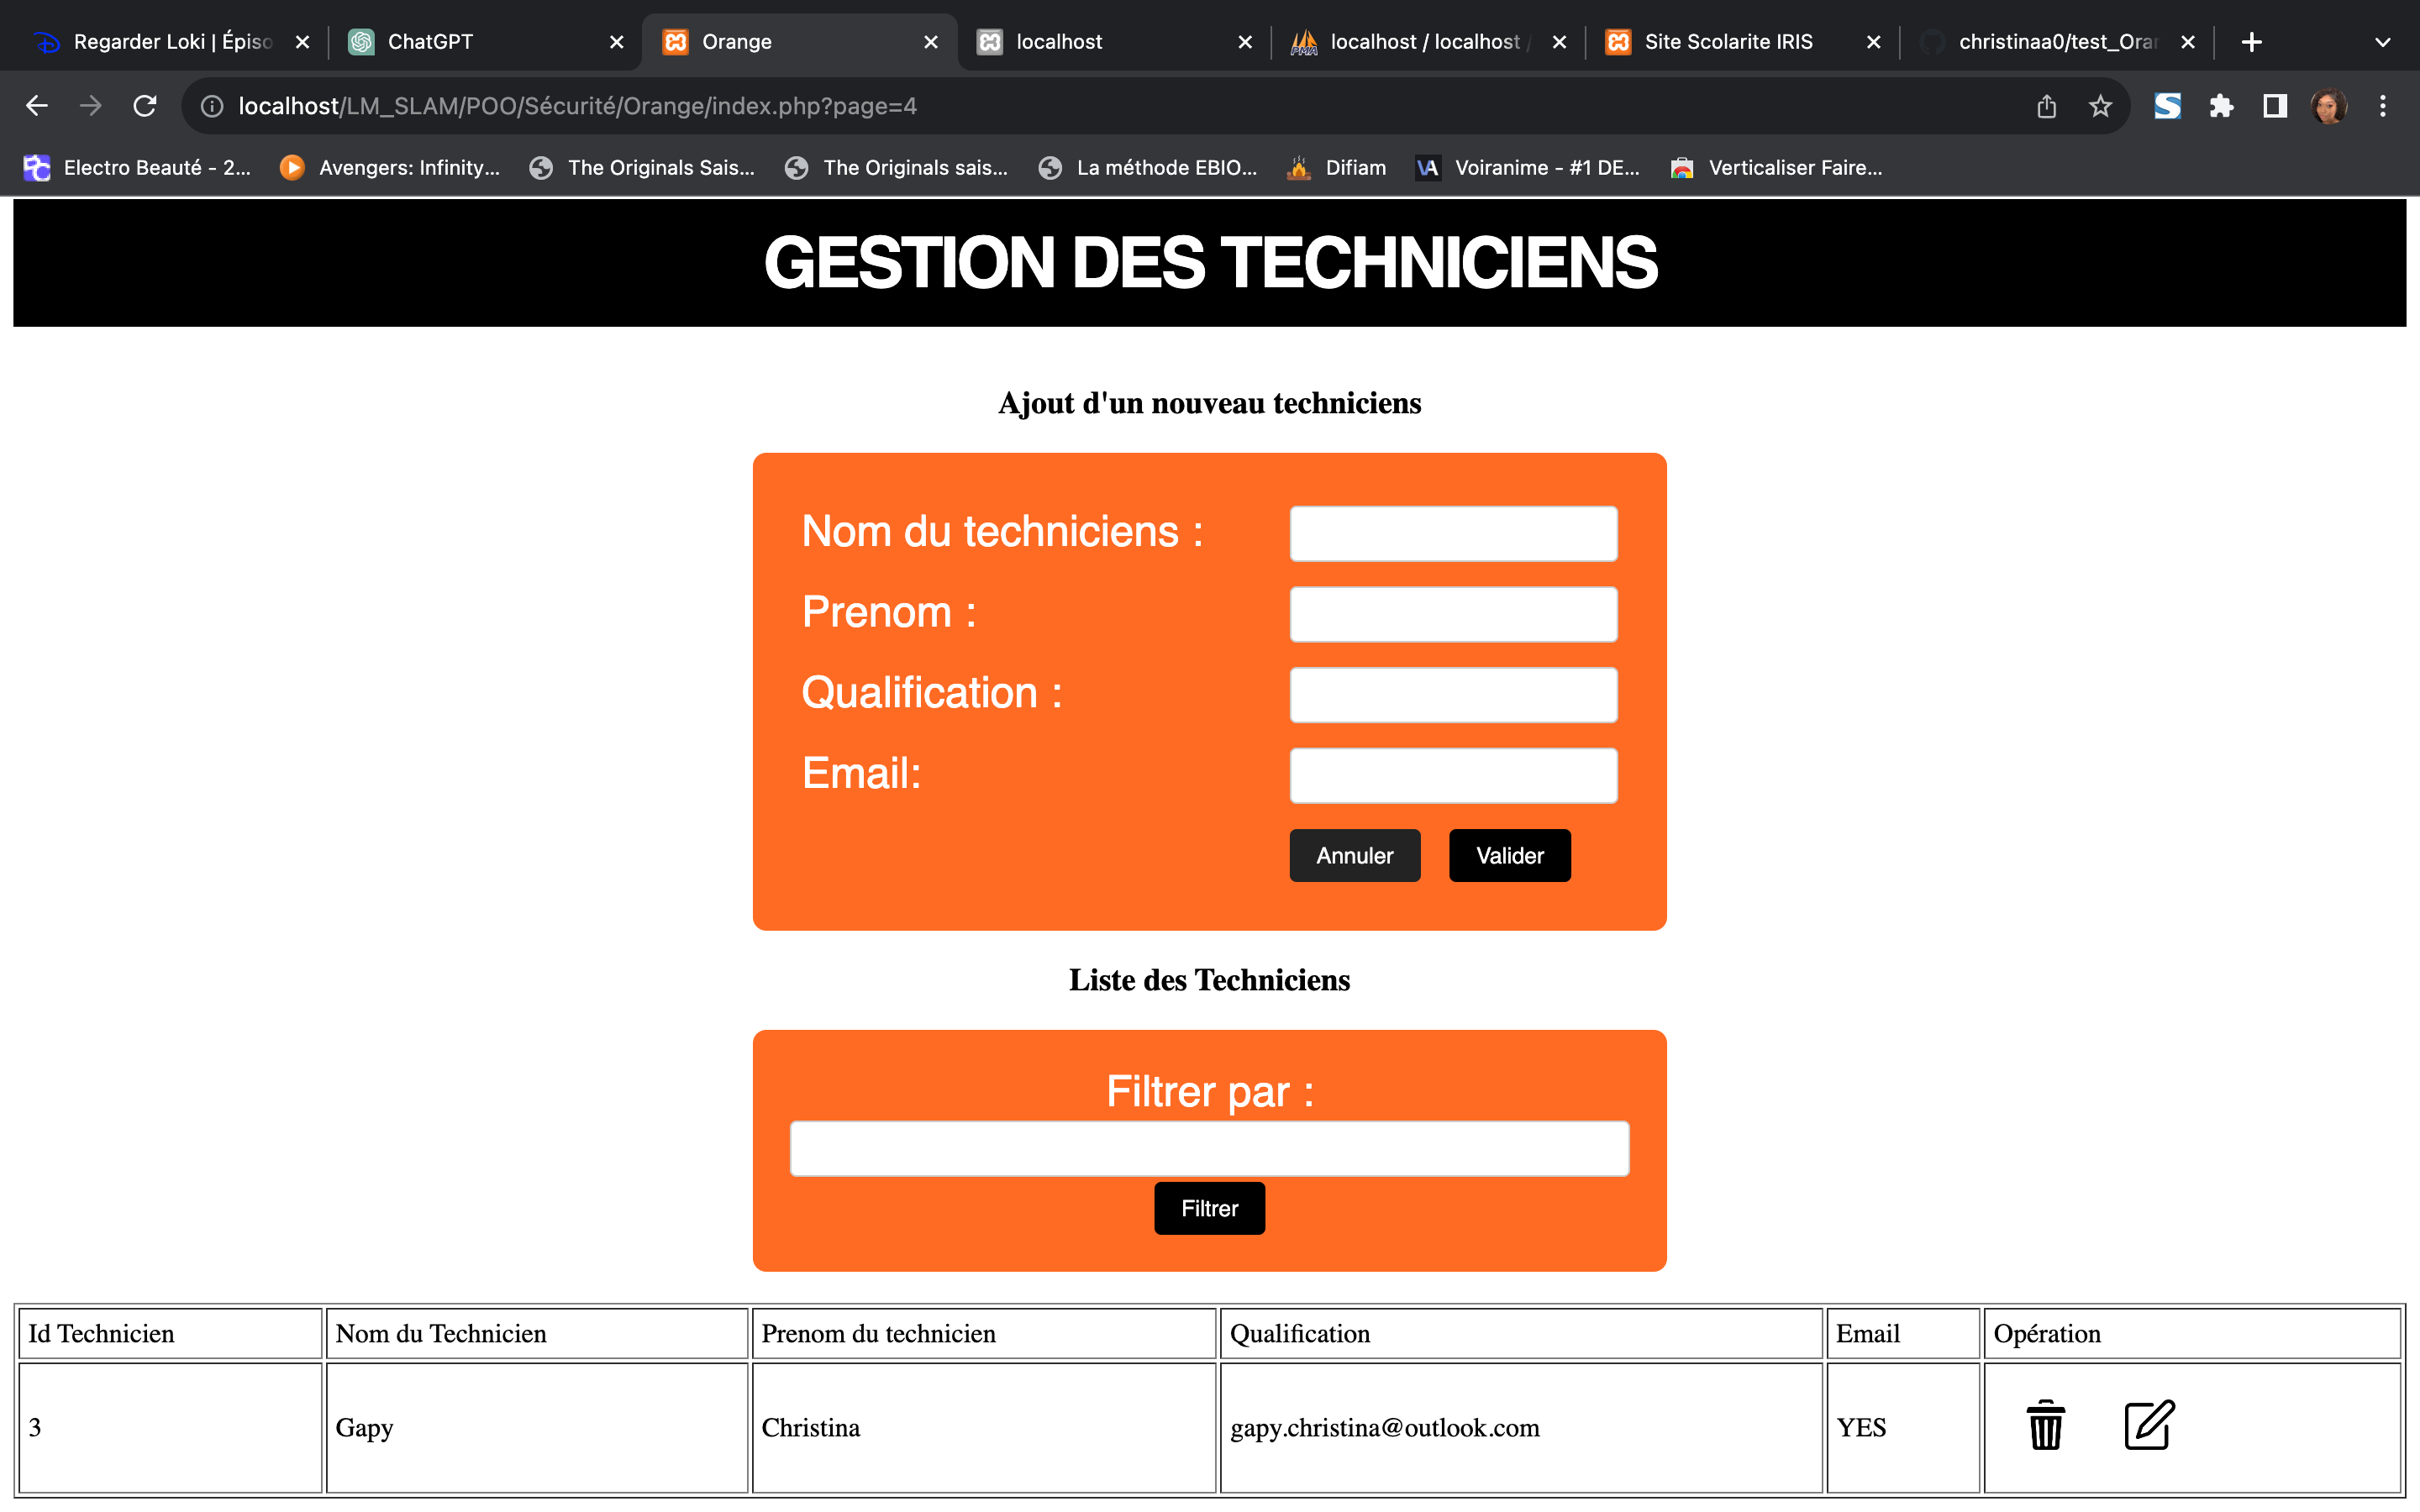 Regarder Loki | Épiso
ChatGPT
Orange
localhost
localhost / localhost /
Site Scolarite IRIS
christinaa0/test_Orar
localhost/LM_SLAM/POO/Sécurité/Orange/index.php?page=4
Electro Beauté - 2...
Avengers: Infinity...
The Originals Sais...
The Originals sais...
La méthode EBIO...
Difiam
Voiranime - #1 DE...
Verticaliser Faire...
GESTION DES TECHNICIENS
Ajout d'un nouveau techniciens
Nom du techniciens :
Prenom :
Qualification :
Email:
Annuler Valider
Liste des Techniciens
Filtrer par :
Filtrer
Id Technicien Nom du Technicien Prenom du technicien Qualification Email Opération
3 Gapy Christina gapy.christina@outlook.com YES